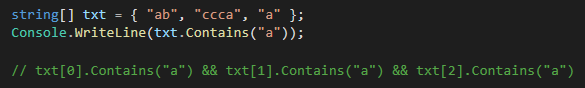 string[] txt = { "ab", "ccca", "a" };
Console.WriteLine(txt.Contains("a"));
// txt[0].Contains("a") && txt[1].Contains("a") && txt[2].Contains("a")